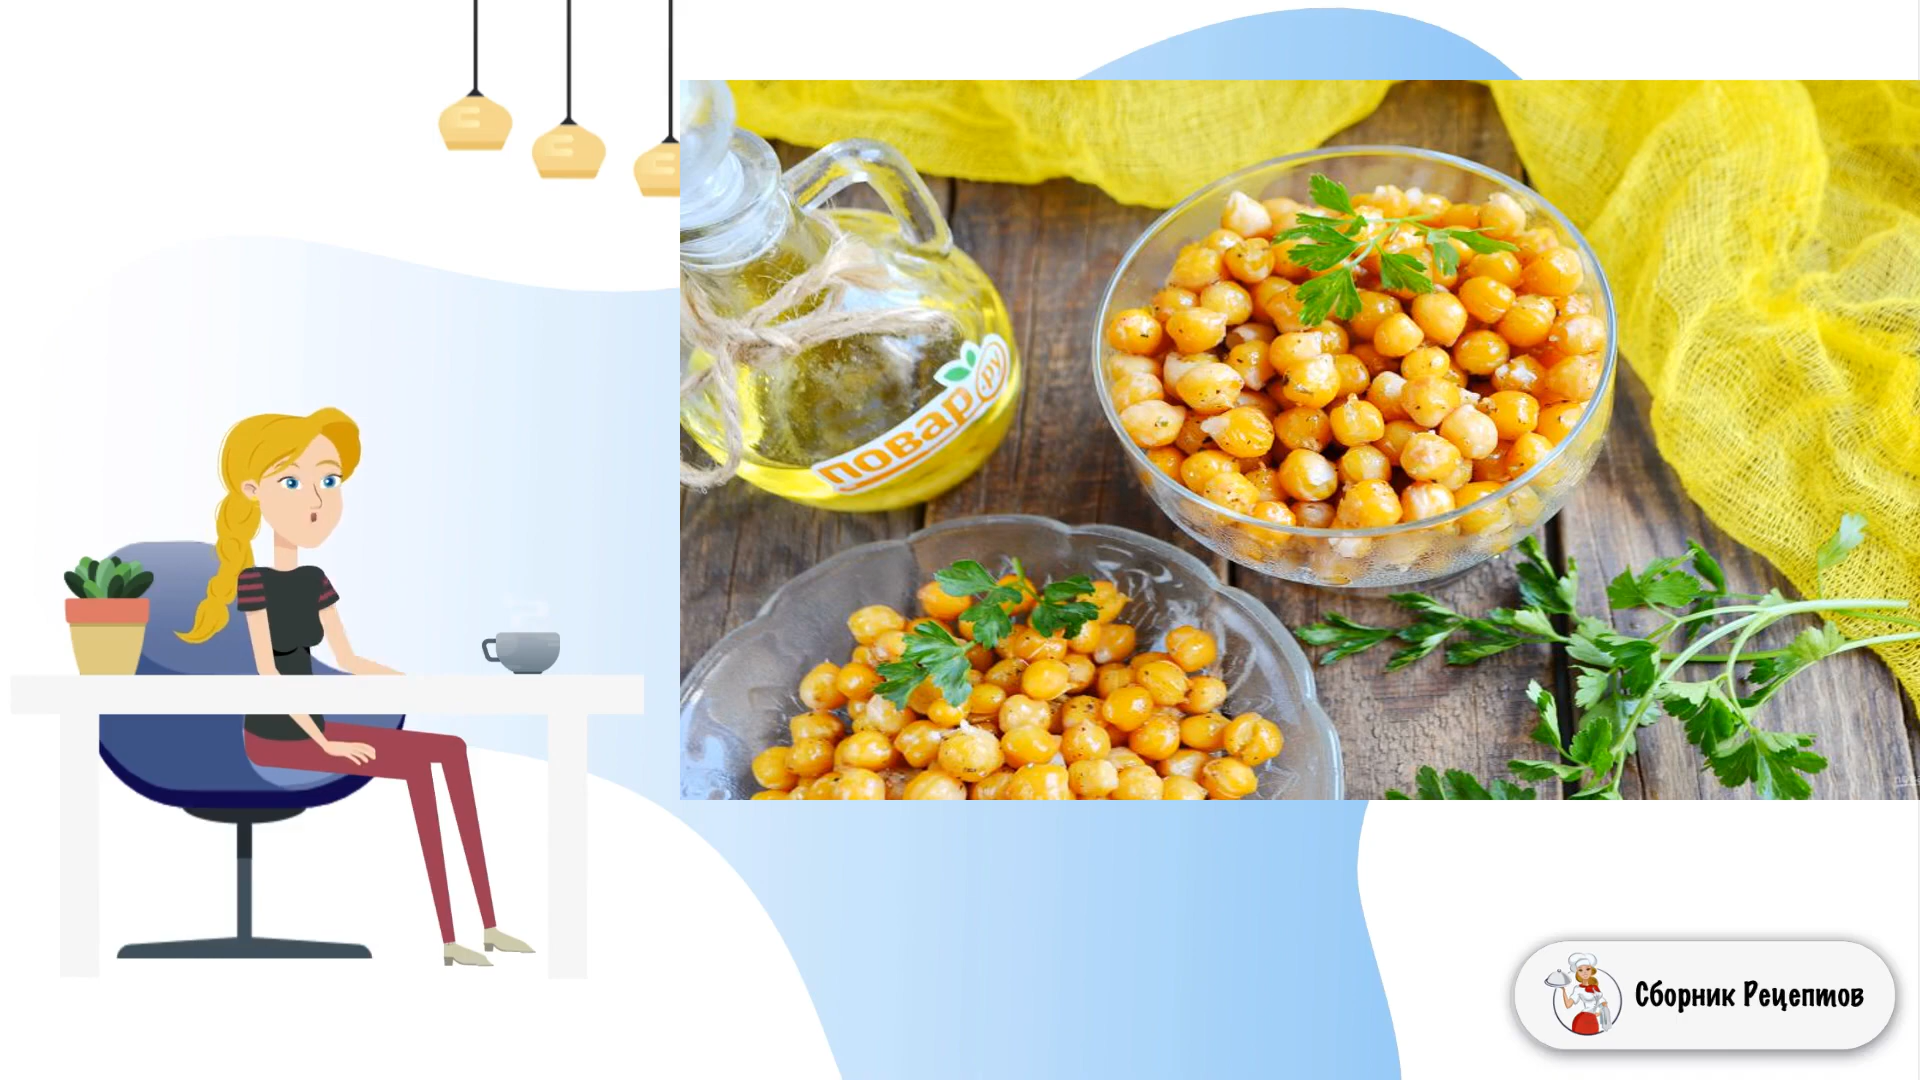 повар.ру
Сборник Рецептов